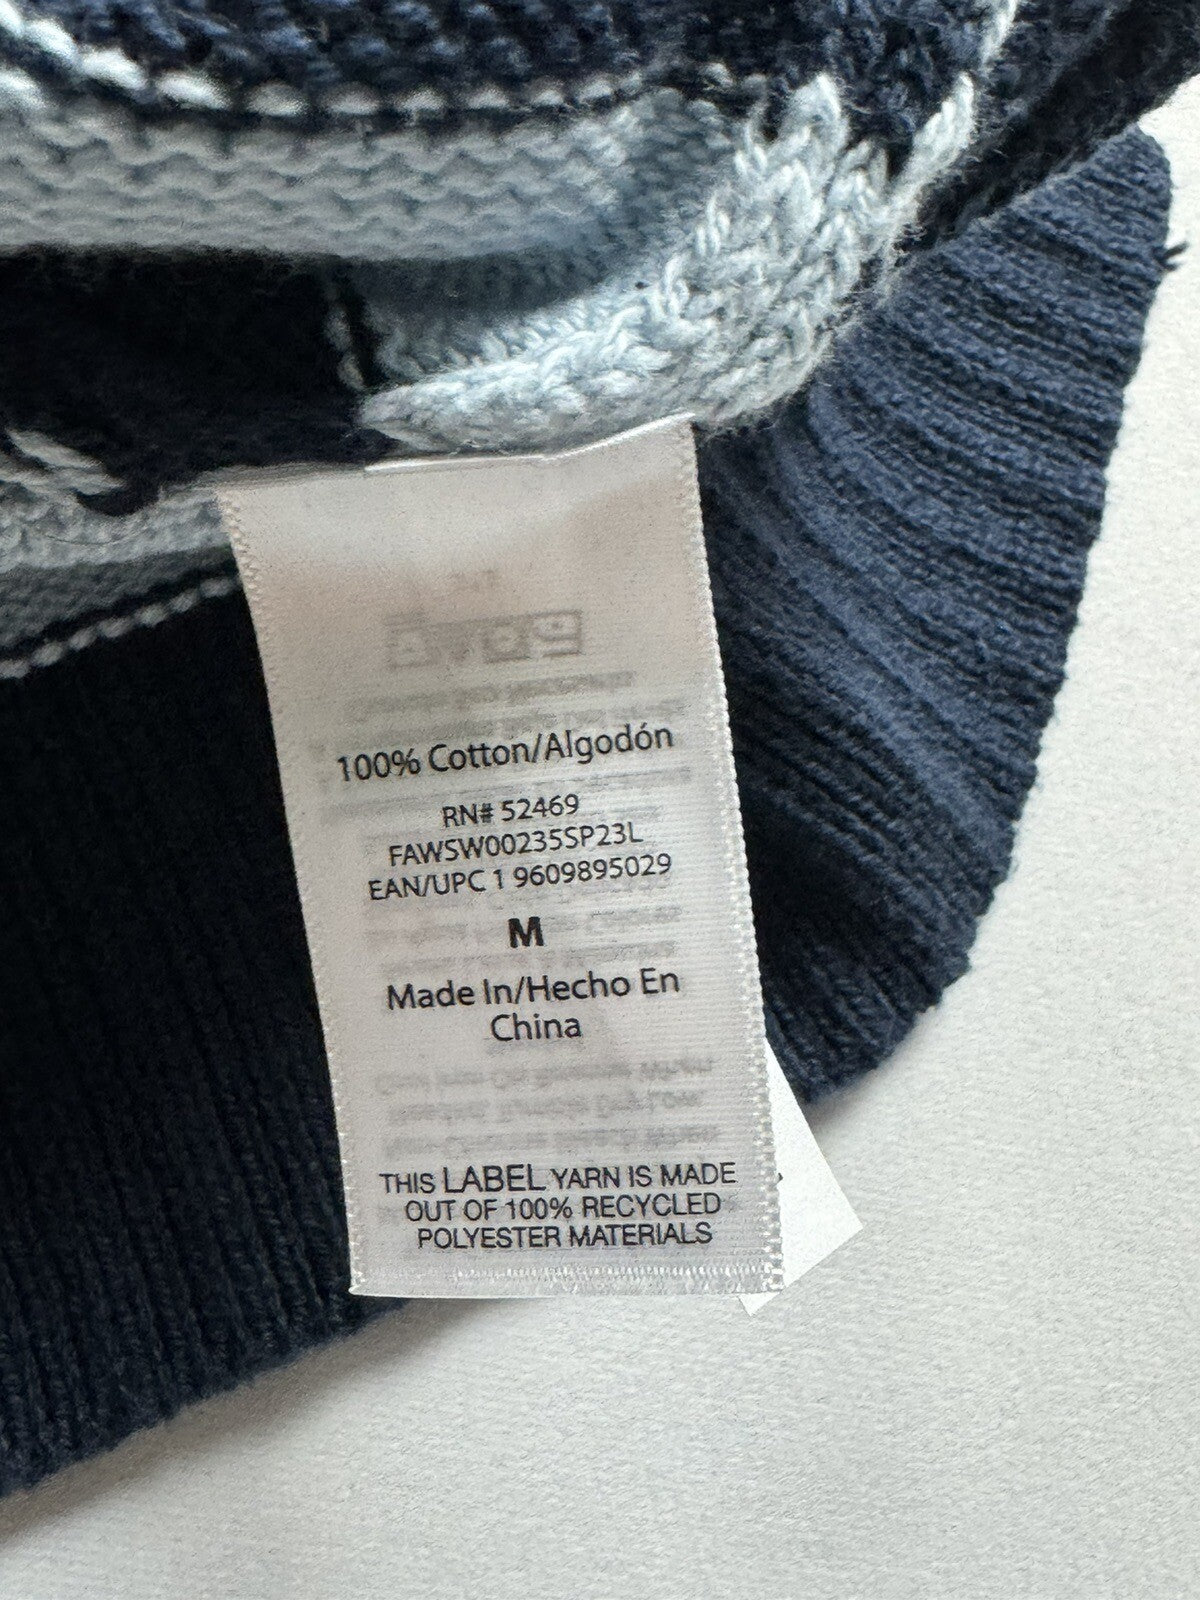 100% Cotton/Algodón
RN# 52469
FAWSW00235SP23L
EAN/UPC 1 9609895029
M
Made In/Hecho En
China
THIS LABEL YARN IS MADE
OUT OF 100% RECYCLED
POLYESTER MATERIALS